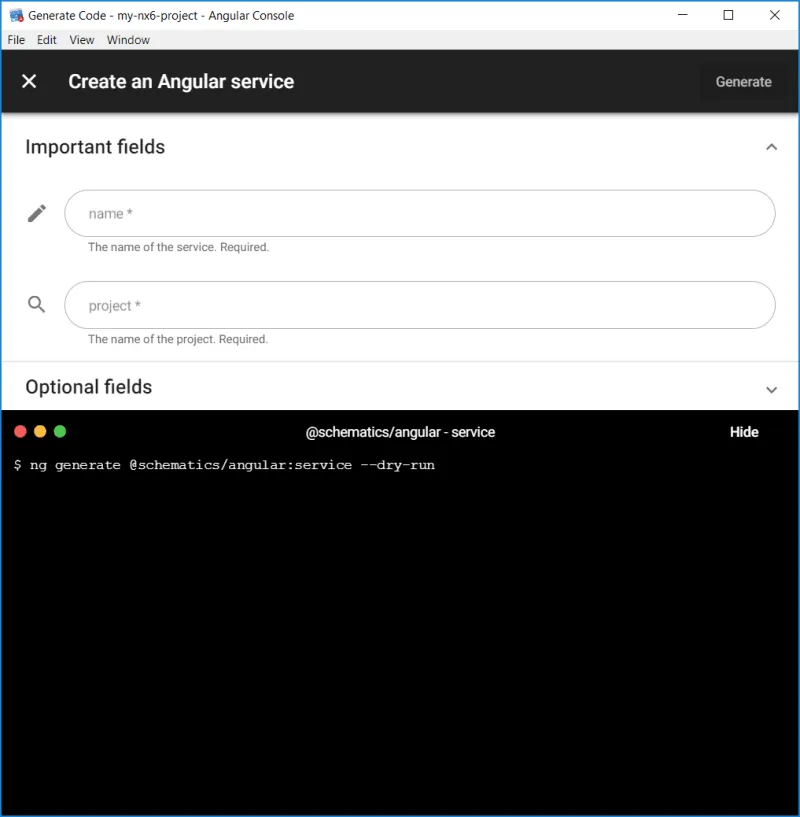 Generate Code - my-nx6-project - Angular Console
File Edit View Window
Create an Angular service Generate
Important fields
name *
The name of the service. Required.
project *
The name of the project. Required.
Optional fields
@schematics/angular - service Hide
$ ng generate @schematics/angular:service --dry-run